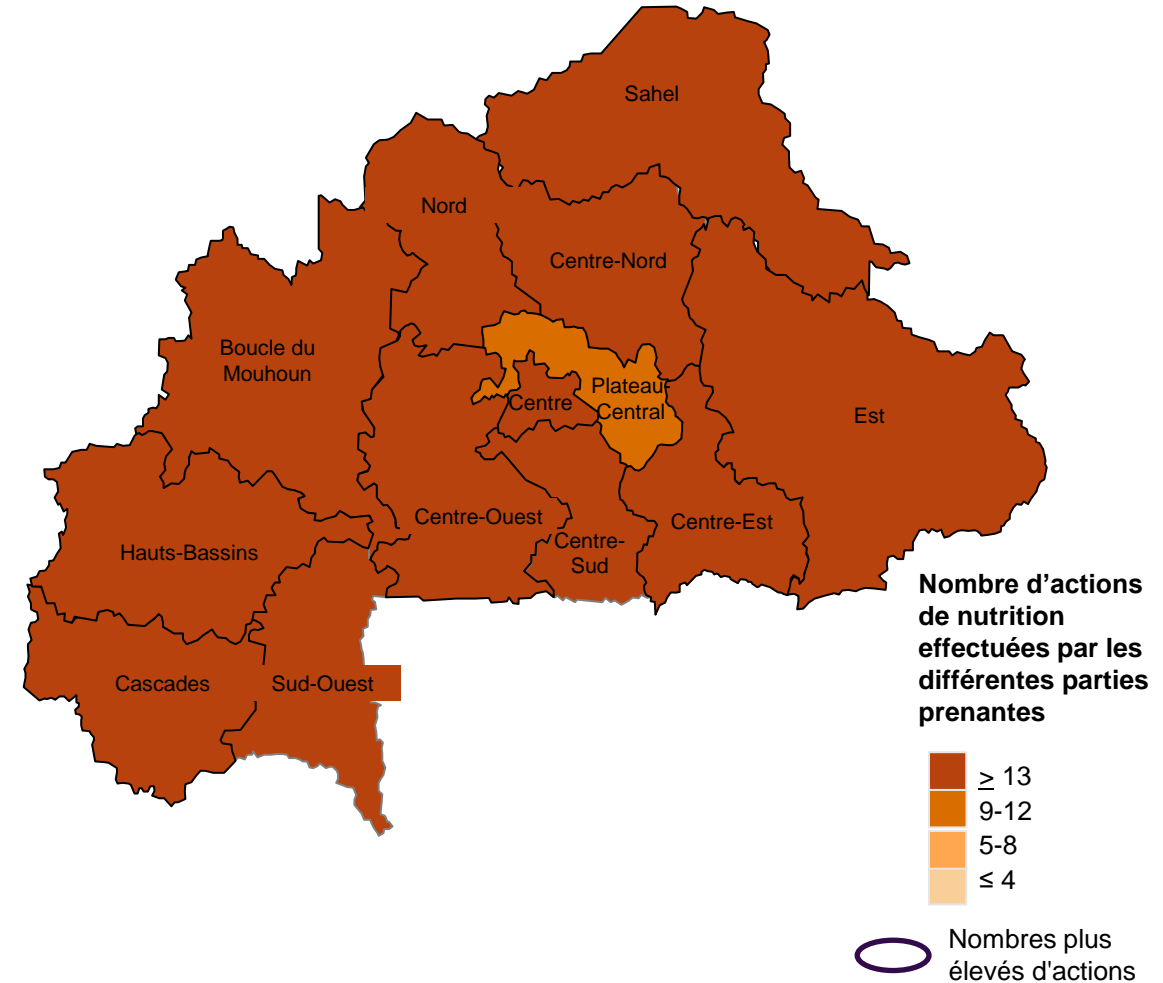 Sahel
Nord
Centre-Nord
Boucle du
Mouhoun
Plateau-
Central
Centre
Est
Centre-Ouest
Centre-Est
Centre-
Sud
Hauts-Bassins
Cascades
Sud-Ouest
Nombre d’actions
de nutrition
effectuées par les
différentes parties
prenantes
≥ 13
9-12
5-8
≤ 4
Nombres plus
élevés d'actions